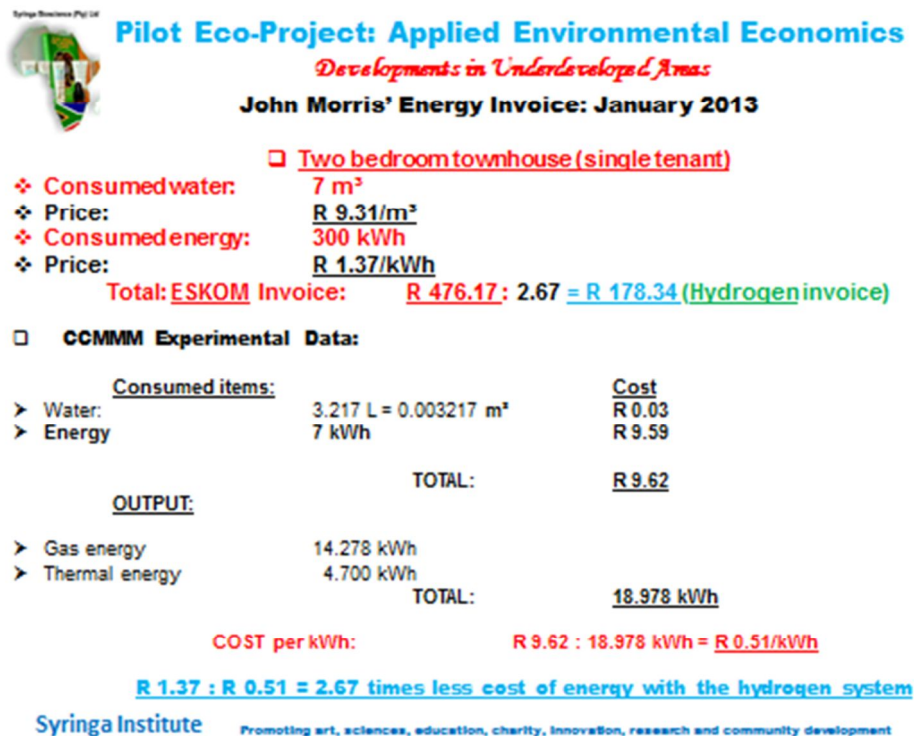 Syringa Bioscience (Pty) Ltd
Pilot Eco-Project: Applied Environmental Economics
Developments in Underdeveloped Areas
John Morris’ Energy Invoice: January 2013
❑ Two bedroom townhouse (single tenant)
❖ Consumed water: 7 m³
❖ Price: R 9.31/m³
❖ Consumed energy: 300 kWh
❖ Price: R 1.37/kWh
Total: ESKOM Invoice: R 476.17 : 2.67 = R 178.34 (Hydrogen invoice)
❑ CCMMM Experimental Data:
Consumed items: Cost
➤ Water: 3.217 L = 0.003217 m³ R 0.03
➤ Energy 7 kWh R 9.59
TOTAL: R 9.62
OUTPUT:
➤ Gas energy 14.278 kWh
➤ Thermal energy 4.700 kWh
TOTAL: 18.978 kWh
COST per kWh: R 9.62 : 18.978 kWh = R 0.51/kWh
R 1.37 : R 0.51 = 2.67 times less cost of energy with the hydrogen system
Syringa Institute Promoting art, sciences, education, charity, innovation, research and community development